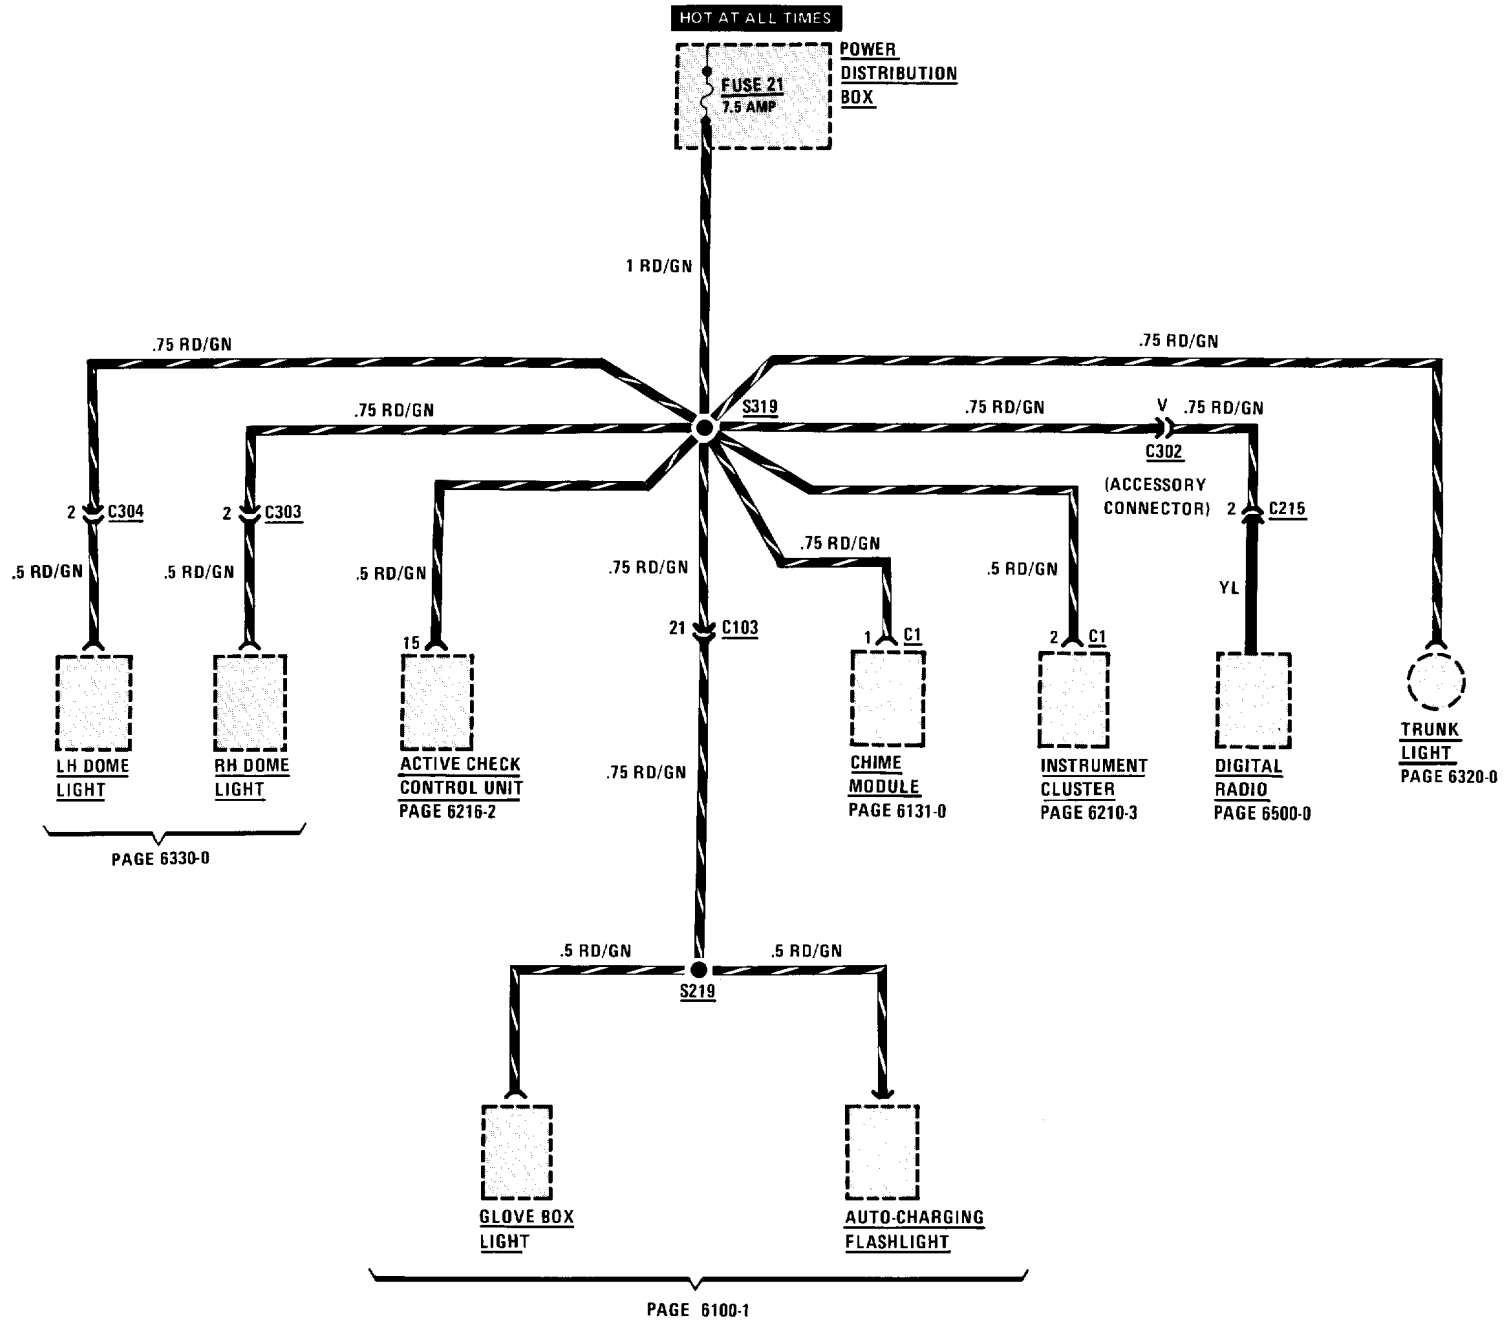 HOT AT ALL TIMES
POWER
DISTRIBUTION
BOX
FUSE 21
7.5 AMP
1 RD/GN
.75 RD/GN
.75 RD/GN
.75 RD/GN
S319
.75 RD/GN
V
.75 RD/GN
C302
(ACCESSORY
CONNECTOR)
2
C304
2
C303
2
C215
.5 RD/GN
.5 RD/GN
.5 RD/GN
.75 RD/GN
.75 RD/GN
.5 RD/GN
YL
21
C103
15
1
C1
2
C1
LH DOME
LIGHT
RH DOME
LIGHT
PAGE 6330-0
ACTIVE CHECK
CONTROL UNIT
PAGE 6216-2
.75 RD/GN
CHIME
MODULE
PAGE 6131-0
INSTRUMENT
CLUSTER
PAGE 6210-3
DIGITAL
RADIO
PAGE 6500-0
TRUNK
LIGHT
PAGE 6320-0
.5 RD/GN
.5 RD/GN
S219
GLOVE BOX
LIGHT
AUTO-CHARGING
FLASHLIGHT
PAGE 6100-1